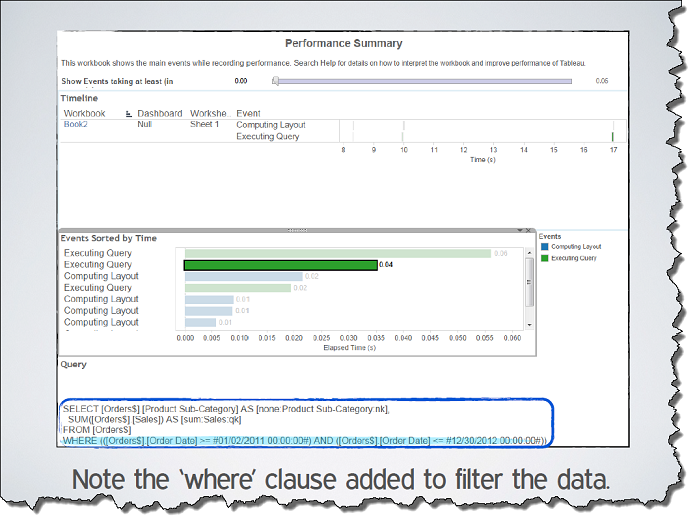 Performance Summary
This workbook shows the main events while recording performance. Search Help for details on how to interpret the workbook and improve performance of Tableau.
Show Events taking at least (in
0.00
0.06
Timeline
Workbook Dashboard Workshe.. Event
Book2 Null Sheet 1 Computing Layout
Executing Query
8 9 10 11 12 13 14 15 16 17
Time (s)
Events Sorted by Time
Events
Computing Layout
Executing Query
Executing Query 0.06
Executing Query 0.04
Computing Layout 0.02
Executing Query 0.02
Computing Layout 0.01
Computing Layout 0.01
Computing Layout 0.01
0.000 0.005 0.010 0.015 0.020 0.025 0.030 0.035 0.040 0.045 0.050 0.055 0.060
Elapsed Time (s)
Query
SELECT [Orders$].[Product Sub-Category] AS [none:Product Sub-Category:nk],
SUM([Orders$].[Sales]) AS [sum:Sales:qk]
FROM [Orders$]
WHERE (([Orders$].[Order Date] >= #01/02/2011 00:00:00#) AND ([Orders$].[Order Date] <= #12/30/2012 00:00:00#))
Note the ‘where’ clause added to filter the data.